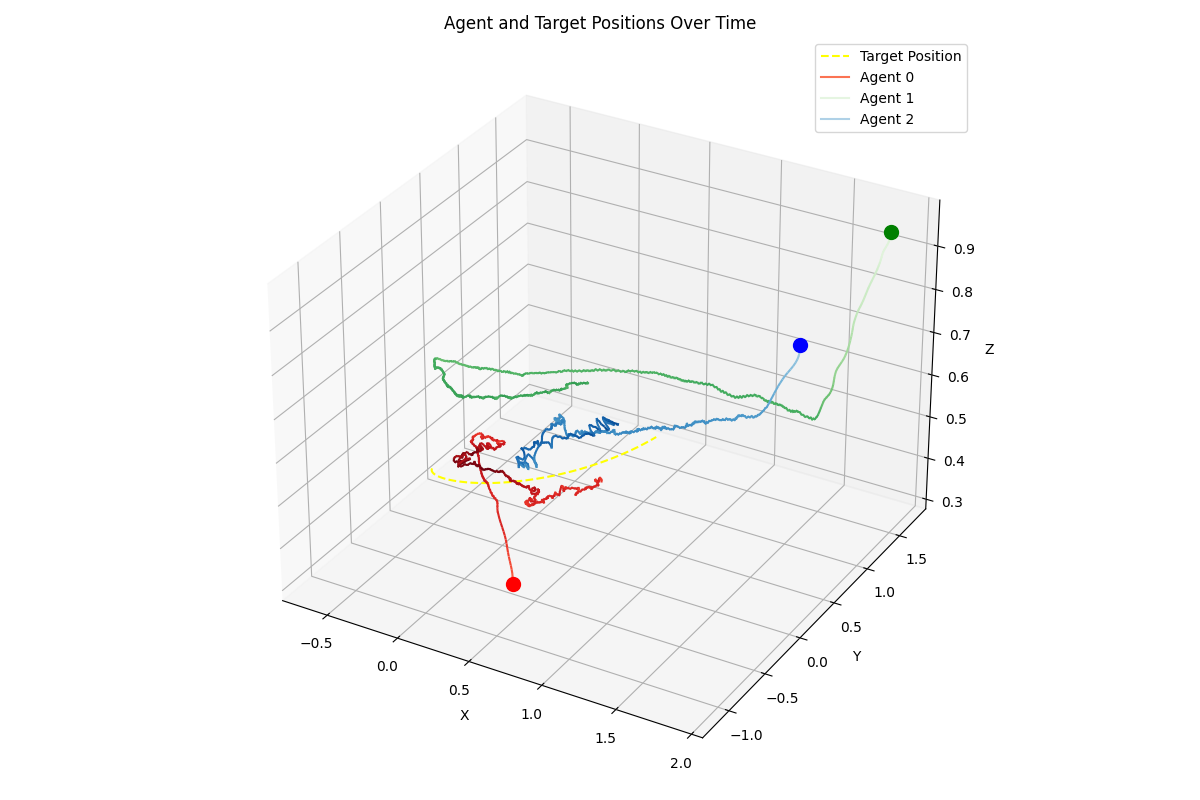 Agent and Target Positions Over Time
Target Position
Agent 0
Agent 1
Agent 2
0.9
0.8
0.7
0.6
0.5
0.4
0.3
Z
1.5
1.0
0.5
0.0
−0.5
−1.0
Y
−0.5
0.0
0.5
1.0
1.5
2.0
X